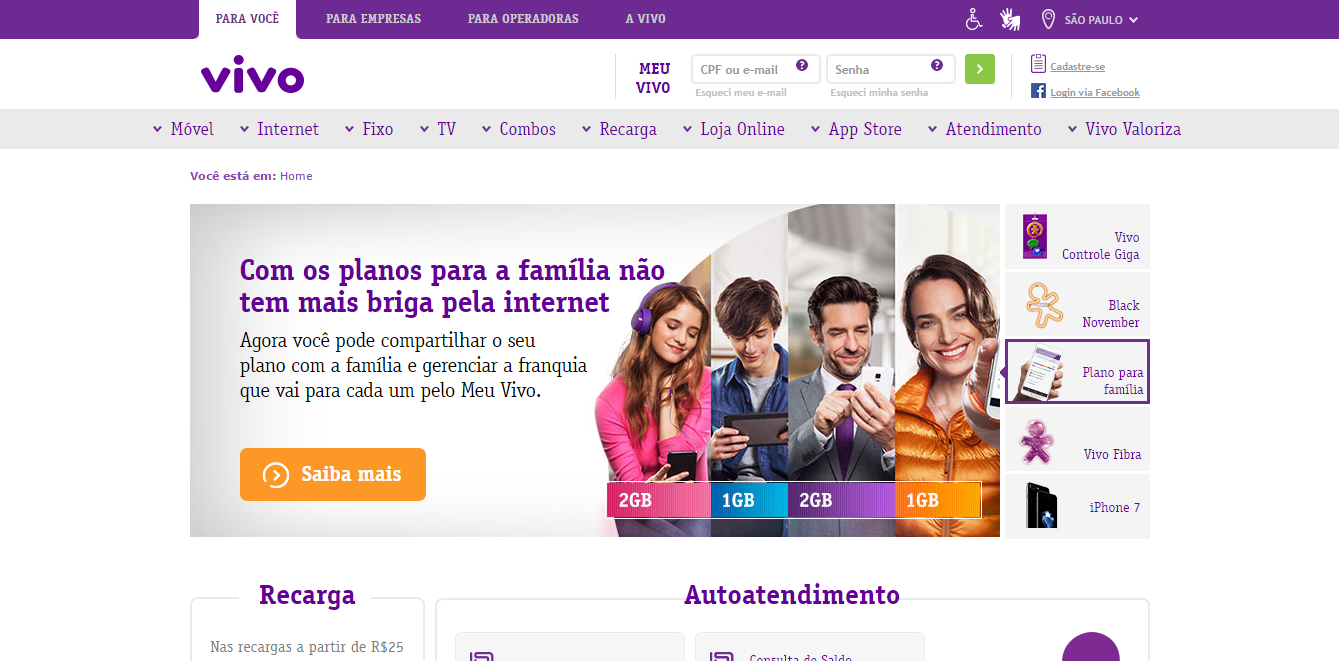 PARA VOCÊ
PARA EMPRESAS
PARA OPERADORAS
A VIVO
SÃO PAULO
vivo
MEU
VIVO
CPF ou e-mail
?
Senha
?
Esqueci meu e-mail
Esqueci minha senha
Cadastre-se
Login via Facebook
Móvel
Internet
Fixo
TV
Combos
Recarga
Loja Online
App Store
Atendimento
Vivo Valoriza
Você está em: Home
Com os planos para a família não
tem mais briga pela internet
Agora você pode compartilhar o seu
plano com a família e gerenciar a franquia
que vai para cada um pelo Meu Vivo.
Saiba mais
2GB
1GB
2GB
1GB
Vivo
Controle Giga
Black
November
Plano para
família
Vivo Fibra
iPhone 7
Recarga
Nas recargas a partir de R$25
Autoatendimento
Consulta de Saldo